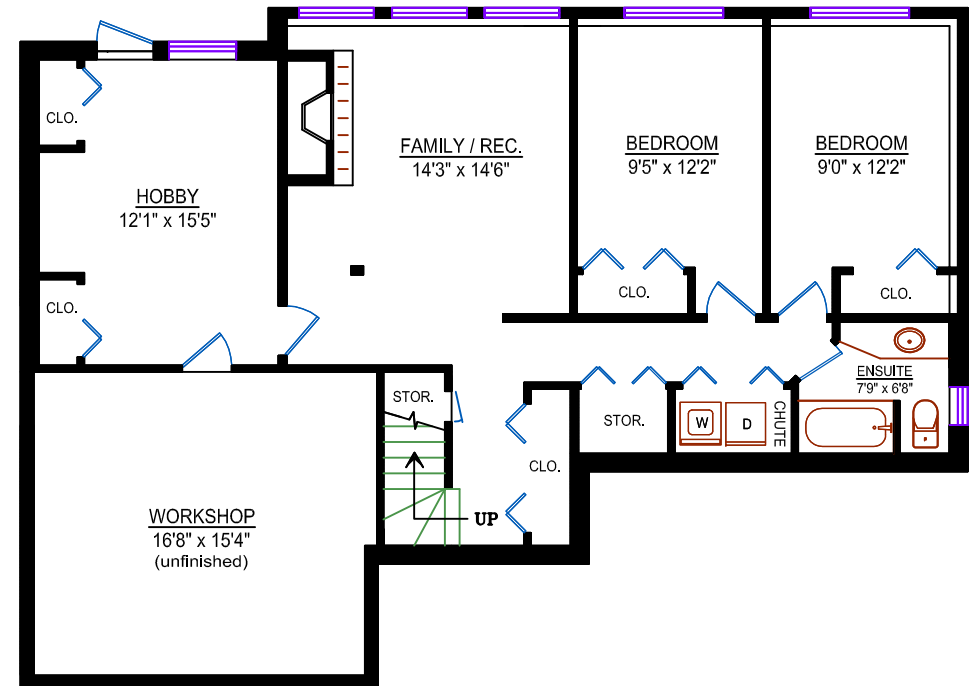 CLO.
HOBBY
12'1" x 15'5"
CLO.
FAMILY / REC.
14'3" x 14'6"
BEDROOM
9'5" x 12'2"
CLO.
BEDROOM
9'0" x 12'2"
CLO.
ENSUITE
7'9" x 6'8"
STOR.
STOR.
W
D
CHUTE
CLO.
UP
WORKSHOP
16'8" x 15'4"
(unfinished)